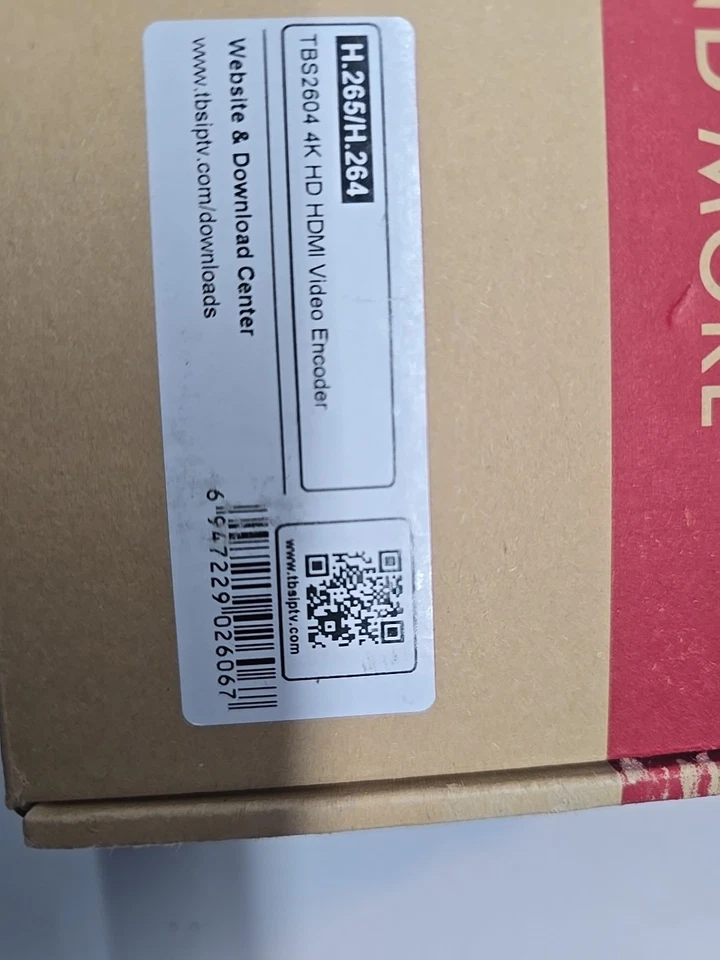 H.265/H.264
TBS2604 4K HD HDMI Video Encoder
Website & Download Center
www.tbsiptv.com/downloads
www.tbsiptv.com
6 947229 026067
MORE